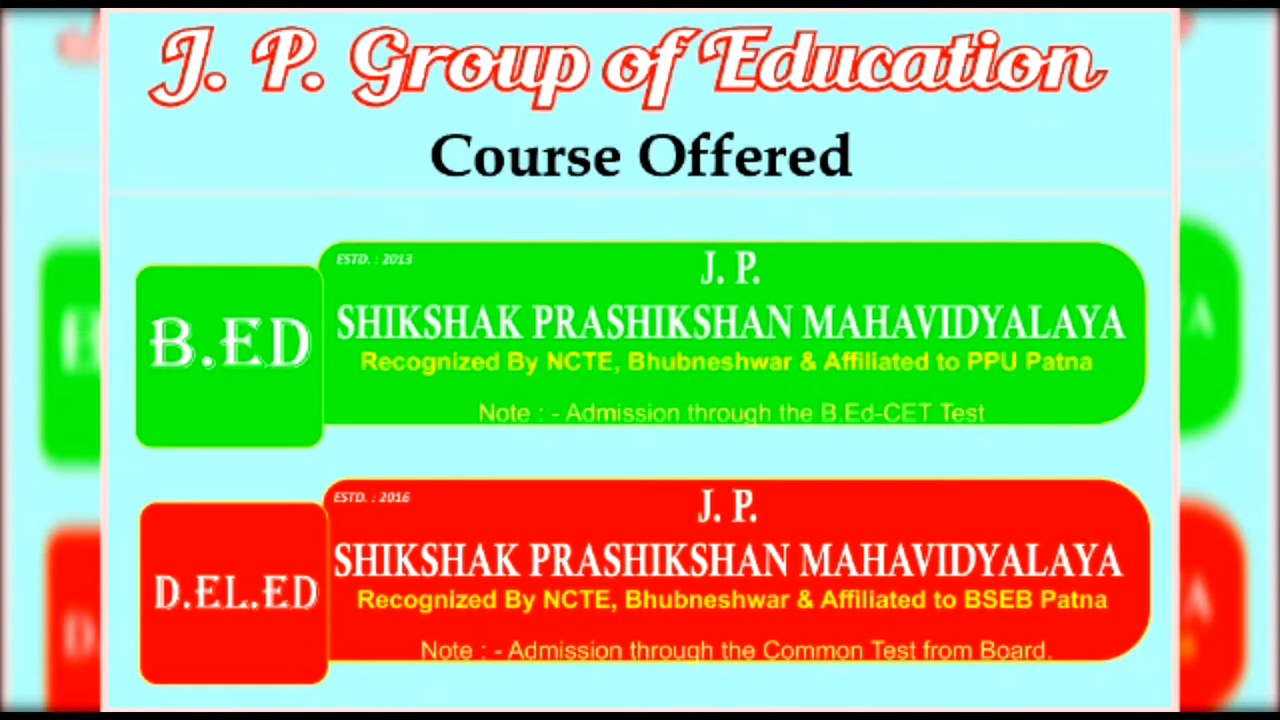 J. P. Group of Education
Course Offered
B.ED
ESTD. : 2013
J. P.
SHIKSHAK PRASHIKSHAN MAHAVIDYALAYA
Recognized By NCTE, Bhubneshwar & Affiliated to PPU Patna
Note : - Admission through the B.Ed-CET Test
D.EL.ED
ESTD. : 2016
J. P.
SHIKSHAK PRASHIKSHAN MAHAVIDYALAYA
Recognized By NCTE, Bhubneshwar & Affiliated to BSEB Patna
Note : - Admission through the Common Test from Board.